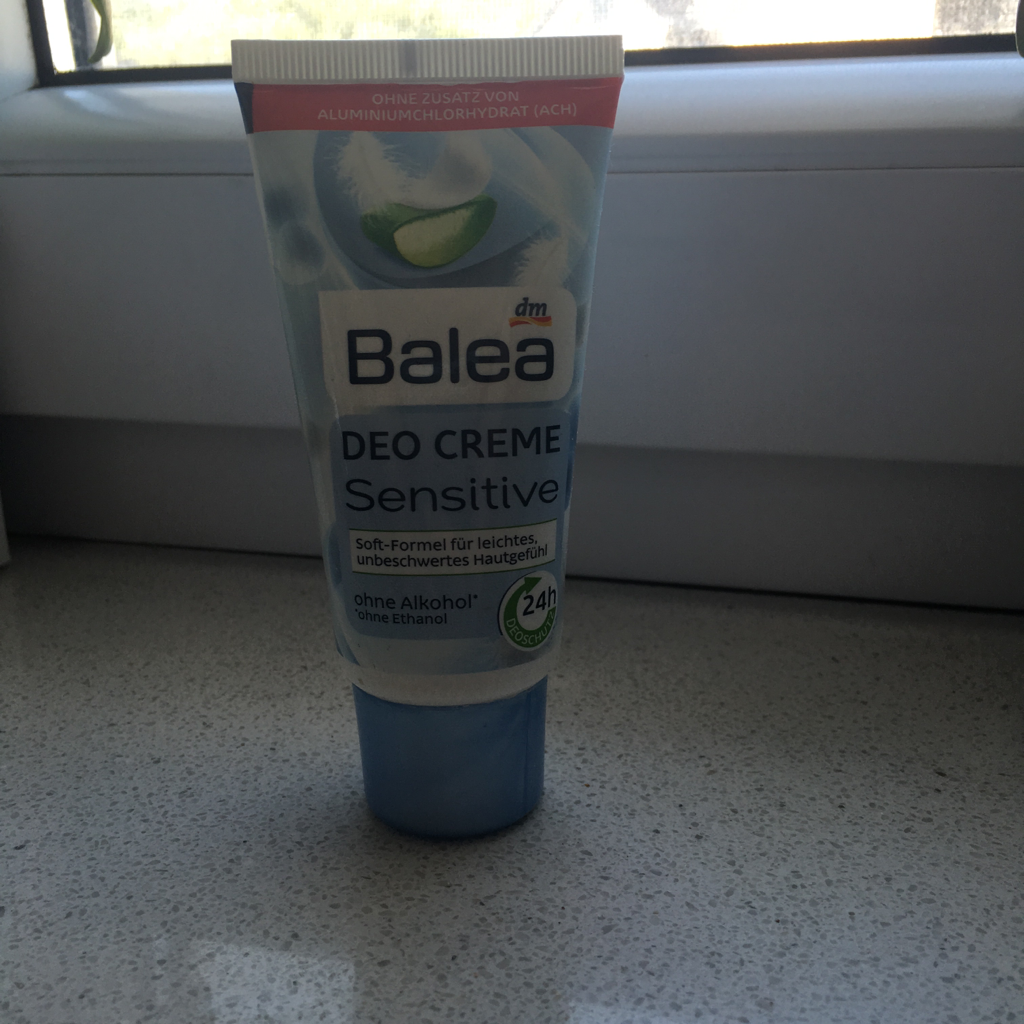 OHNE ZUSATZ VON
ALUMINIUMCHLORHYDRAT (ACH)
dm
Balea
DEO CREME
Sensitive
Soft-Formel für leichtes,
unbeschwertes Hautgefühl
ohne Alkohol*
*ohne Ethanol
24h
DEOSCHUTZ